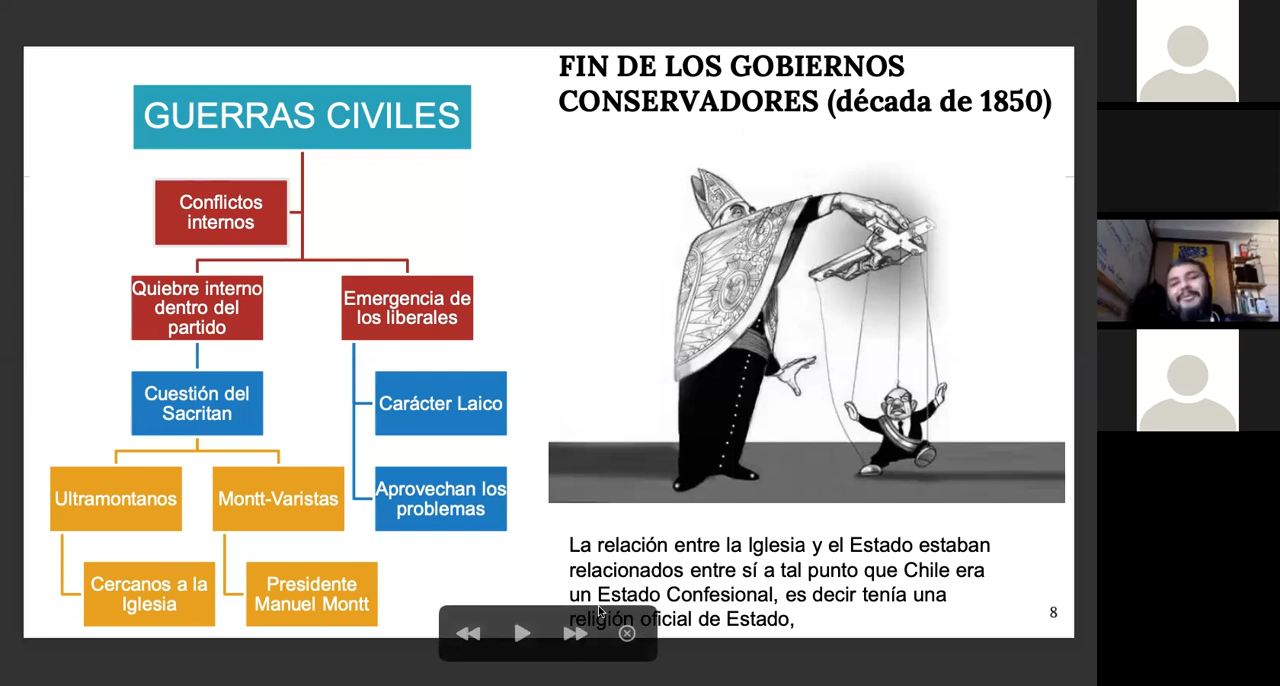 GUERRAS CIVILES
Conflictos
internos
Quiebre interno
dentro del
partido
Emergencia de
los liberales
Cuestión del
Sacritan
Carácter Laico
Ultramontanos
Montt-Varistas
Aprovechan los
problemas
Cercanos a la
Iglesia
Presidente
Manuel Montt
FIN DE LOS GOBIERNOS
CONSERVADORES (década de 1850)
La relación entre la Iglesia y el Estado estaban
relacionados entre sí a tal punto que Chile era
un Estado Confesional, es decir tenía una
religión oficial de Estado,
8